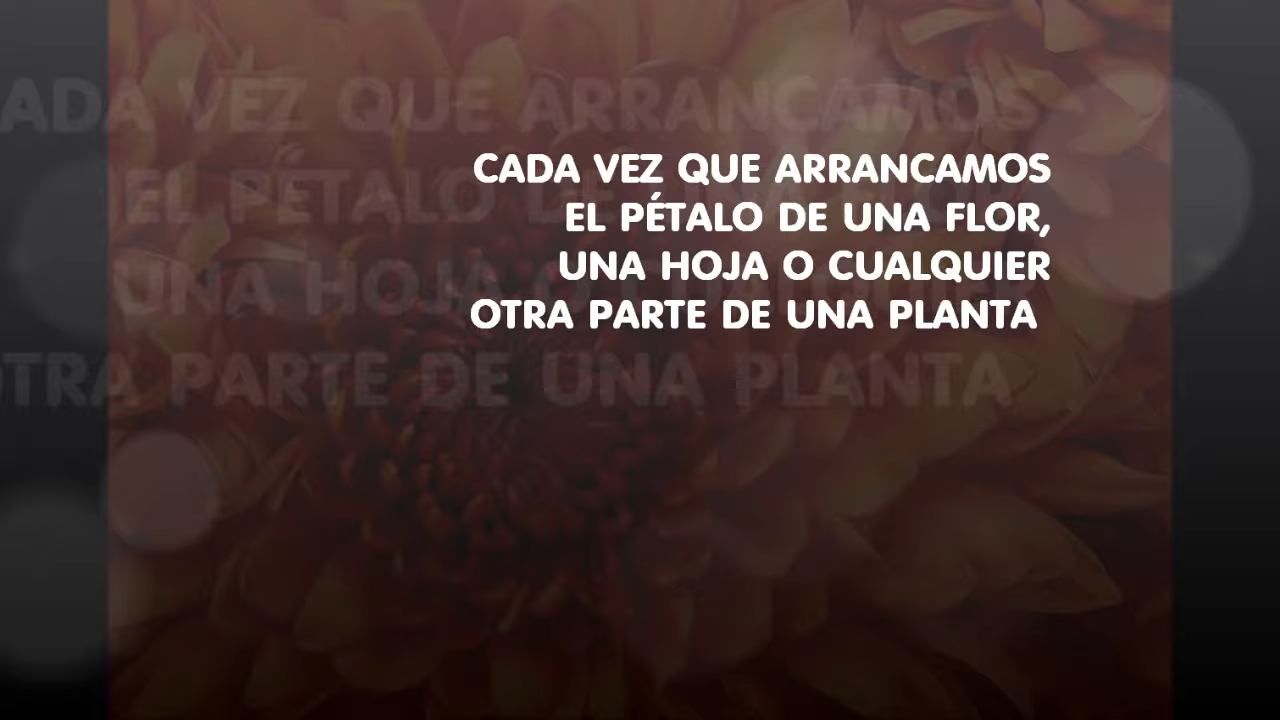 CADA VEZ QUE ARRANCAMOS
EL PÉTALO DE UNA FLOR,
UNA HOJA O CUALQUIER
OTRA PARTE DE UNA PLANTA